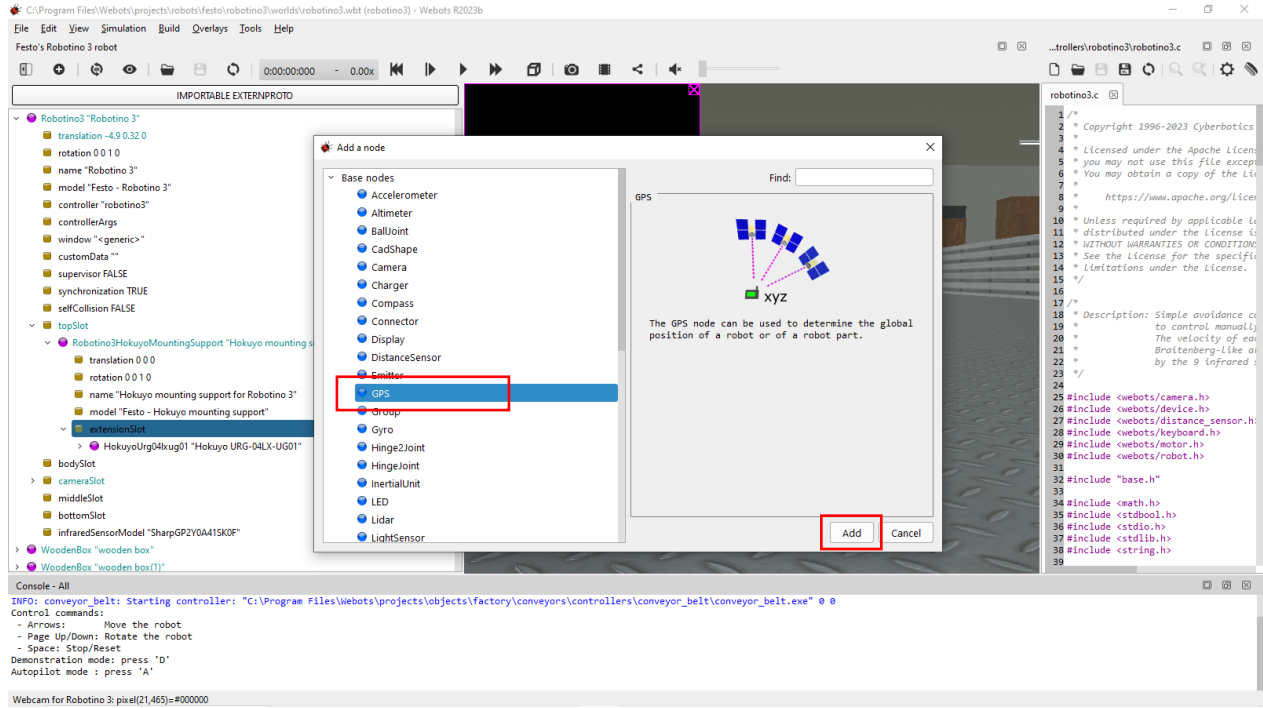 C:\Program Files\Webots\projects\robots\festo\robotino3\worlds\robotino3.wbt (robotino3) - Webots R2023b
File Edit View Simulation Build Overlays Tools Help
Festo's Robotino 3 robot
0:00:00:000 - 0.00x
IMPORTABLE EXTERNPROTO
Robotino3 "Robotino 3"
translation -4.9 0.32 0
rotation 0 0 1 0
name "Robotino 3"
model "Festo - Robotino 3"
controller "robotino3"
controllerArgs
window "<generic>"
customData ""
supervisor FALSE
synchronization TRUE
selfCollision FALSE
topSlot
Robotino3HokuyoMountingSupport "Hokuyo mounting s
translation 0 0 0
rotation 0 0 1 0
name "Hokuyo mounting support for Robotino 3"
model "Festo - Hokuyo mounting support"
extensionSlot
HokuyoUrg04lxug01 "Hokuyo URG-04LX-UG01"
bodySlot
cameraSlot
middleSlot
bottomSlot
infraredSensorModel "SharpGP2Y0A41SK0F"
WoodenBox "wooden box"
WoodenBox "wooden box(1)"
Add a node
Base nodes
Accelerometer
Altimeter
BallJoint
CadShape
Camera
Charger
Compass
Connector
Display
DistanceSensor
Emitter
GPS
Group
Gyro
Hinge2Joint
HingeJoint
InertialUnit
LED
Lidar
LightSensor
Find:
GPS
xyz
The GPS node can be used to determine the global
position of a robot or of a robot part.
Add Cancel
...trollers\robotino3\robotino3.c
robotino3.c
1 /*
2 * Copyright 1996-2023 Cyberbotics
3 *
4 * Licensed under the Apache Licen
5 * you may not use this file excep
6 * You may obtain a copy of the Li
7 *
8 * https://www.apache.org/licen
9 *
10 * Unless required by applicable la
11 * distributed under the License is
12 * WITHOUT WARRANTIES OR CONDITIONS
13 * See the License for the specific
14 * limitations under the License.
15 */
16
17 /*
18 * Description: Simple avoidance co
19 * to control manually
20 * The velocity of eac
21 * Braitenberg-like al
22 * by the 9 infrared s
23 */
24
25 #include <webots/camera.h>
26 #include <webots/device.h>
27 #include <webots/distance_sensor.h>
28 #include <webots/keyboard.h>
29 #include <webots/motor.h>
30 #include <webots/robot.h>
31
32 #include "base.h"
33
34 #include <math.h>
35 #include <stdbool.h>
36 #include <stdio.h>
37 #include <stdlib.h>
38 #include <string.h>
39
Console - All
INFO: conveyor_belt: Starting controller: "C:\Program Files\Webots\projects\objects\factory\conveyors\controllers\conveyor_belt\conveyor_belt.exe" 0 0
Control commands:
- Arrows: Move the robot
- Page Up/Down: Rotate the robot
- Space: Stop/Reset
Demonstration mode: press 'D'
Autopilot mode : press 'A'
Webcam for Robotino 3: pixel(21,465)=#000000